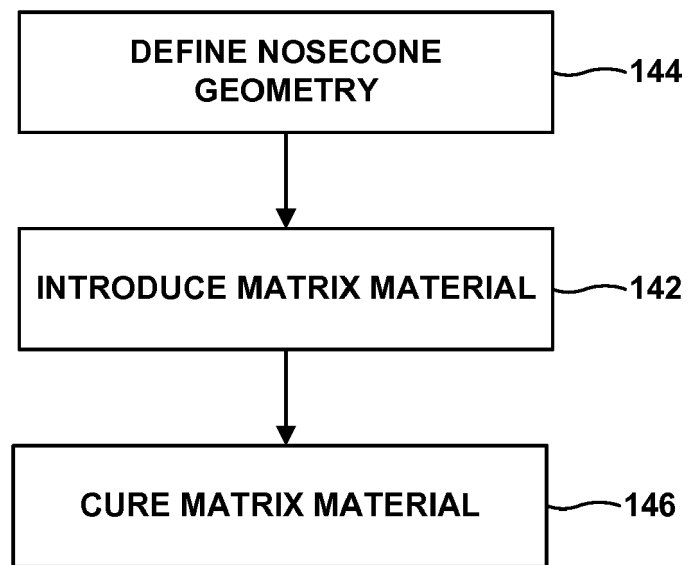 DEFINE NOSECONE
GEOMETRY
144
INTRODUCE MATRIX MATERIAL
142
CURE MATRIX MATERIAL
146